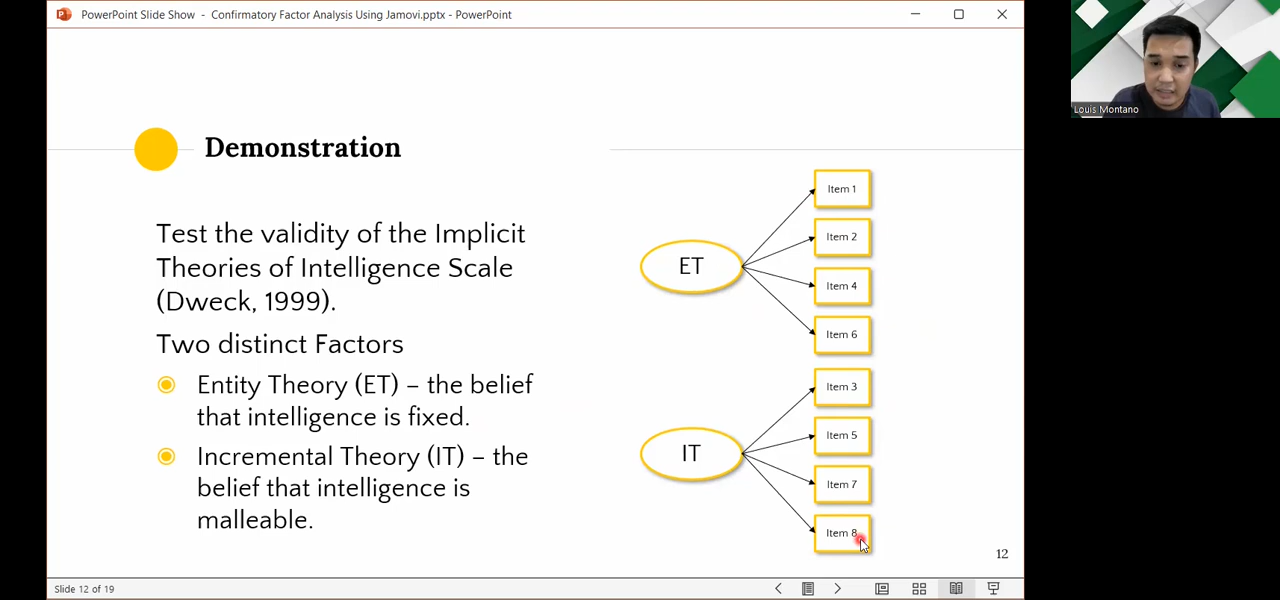 PowerPoint Slide Show - Confirmatory Factor Analysis Using Jamovi.pptx - PowerPoint
Louis Montano
Demonstration
Test the validity of the Implicit
Theories of Intelligence Scale
(Dweck, 1999).
Two distinct Factors
Entity Theory (ET) – the belief
that intelligence is fixed.
Incremental Theory (IT) – the
belief that intelligence is
malleable.
ET
Item 1
Item 2
Item 4
Item 6
IT
Item 3
Item 5
Item 7
Item 8
12
Slide 12 of 19